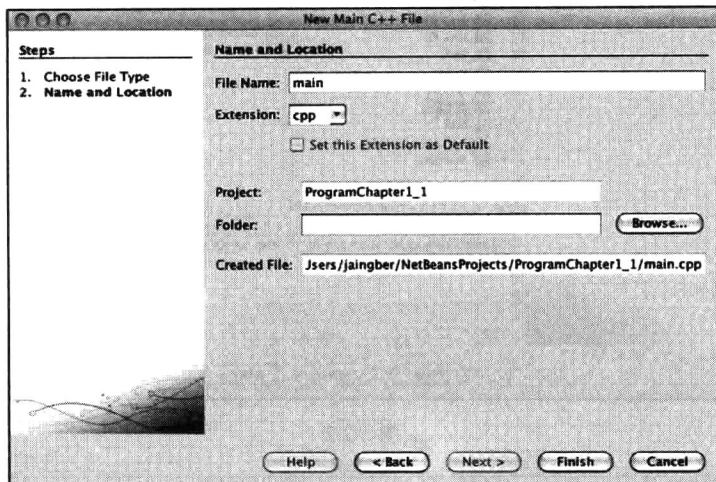 New Main C++ File
Steps
1. Choose File Type
2. Name and Location
Name and Location
File Name: main
Extension: cpp
Set this Extension as Default
Project: ProgramChapter1_1
Folder:
Browse...
Created File: Jsers/jaingber/NetBeansProjects/ProgramChapter1_1/main.cpp
Help < Back Next > Finish Cancel